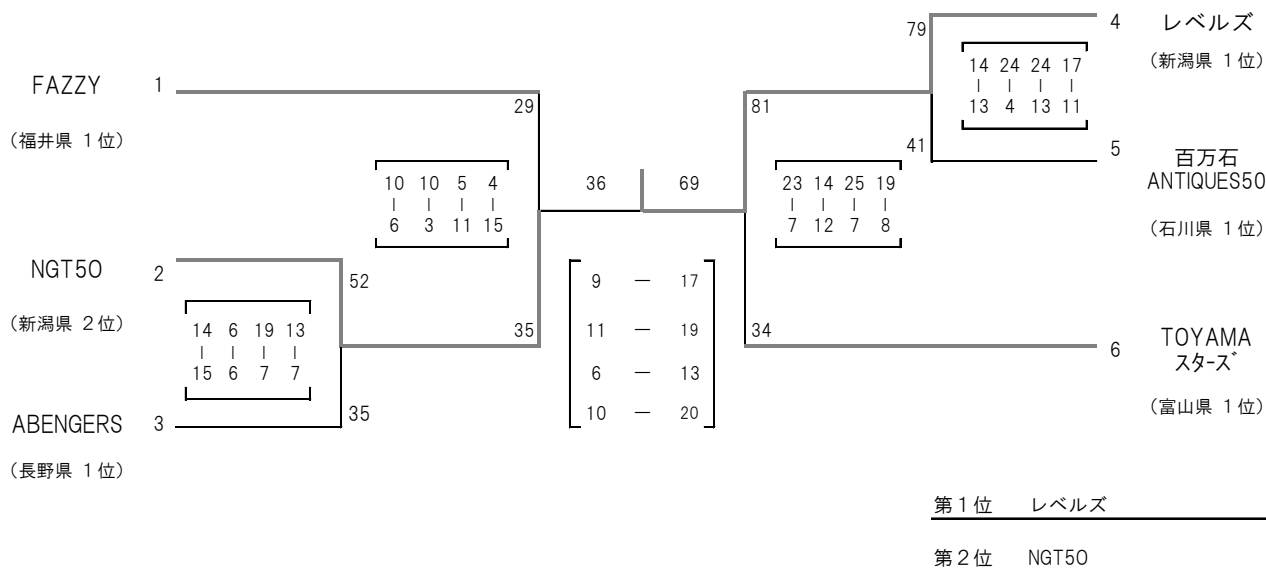 FAZZY 1
(福井県 1位)
29
10 10 5 4
| | | |
6 3 11 15
NGT50 2
(新潟県 2位)
52
14 6 19 13
| | | |
15 6 7 7
35
ABENGERS 3
35
(長野県 1位)
36 69
9 — 17
11 — 19
6 — 13
10 — 20
79
4 レベルズ
(新潟県 1位)
14 24 24 17
| | | |
13 4 13 11
81
41
5 百万石
ANTIQUES50
(石川県 1位)
23 14 25 19
| | | |
7 12 7 8
34
6 TOYAMA
スターズ
(富山県 1位)
第1位 レベルズ
第2位 NGT50